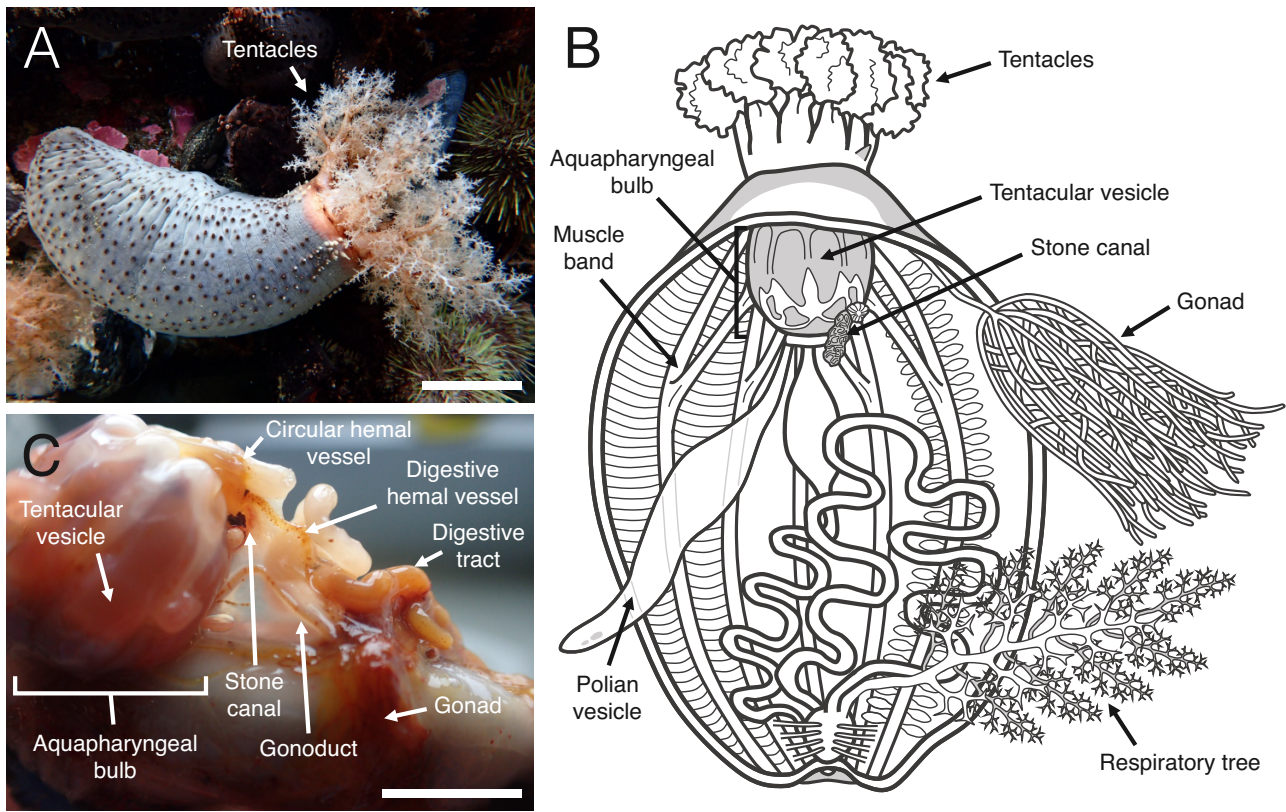 A
Tentacles
B
Tentacles
Aquapharyngeal
bulb
Tentacular vesicle
Muscle
band
Stone canal
Gonad
Polian
vesicle
Respiratory tree
C
Circular hemal
vessel
Digestive
hemal vessel
Tentacular
vesicle
Digestive
tract
Stone
canal
Gonad
Gonoduct
Aquapharyngeal
bulb